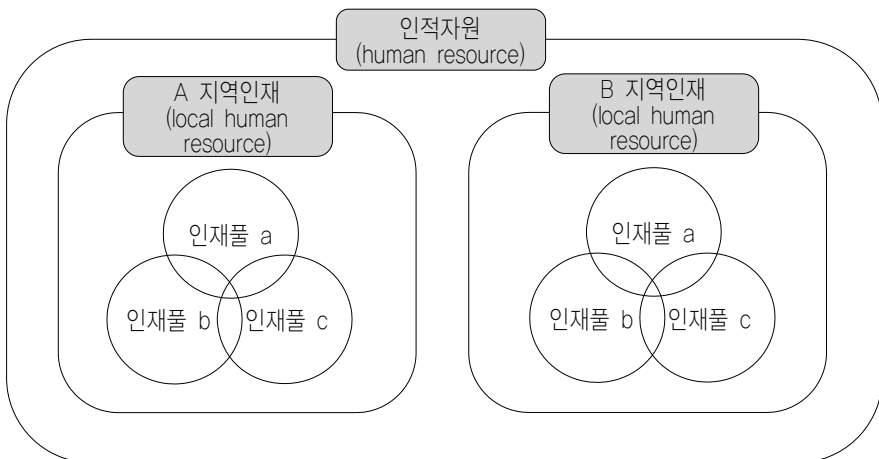 인적자원
(human resource)
A 지역인재
(local human
resource)
B 지역인재
(local human
resource)
인재풀 a
인재풀 b
인재풀 c
인재풀 a
인재풀 b
인재풀 c